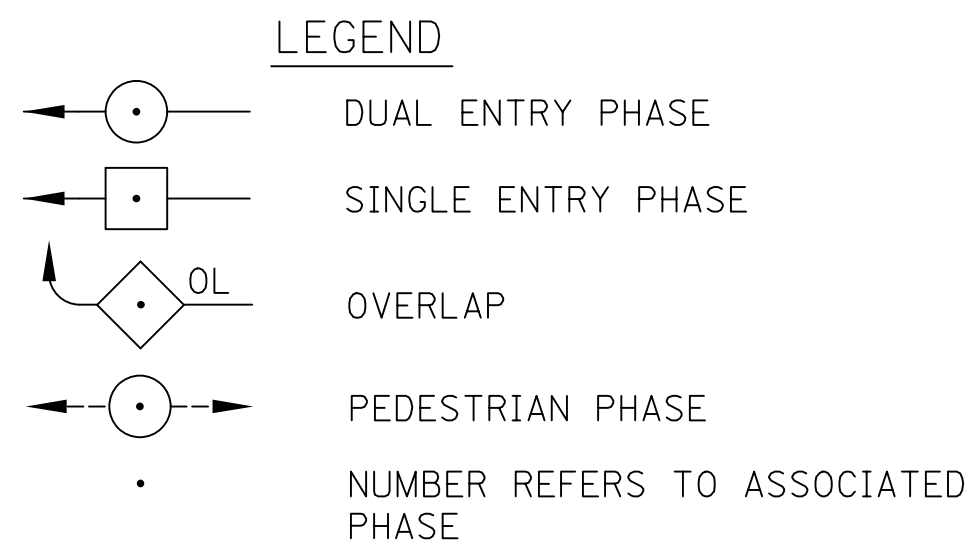 LEGEND
DUAL ENTRY PHASE
SINGLE ENTRY PHASE
OL
OVERLAP
PEDESTRIAN PHASE
NUMBER REFERS TO ASSOCIATED
PHASE